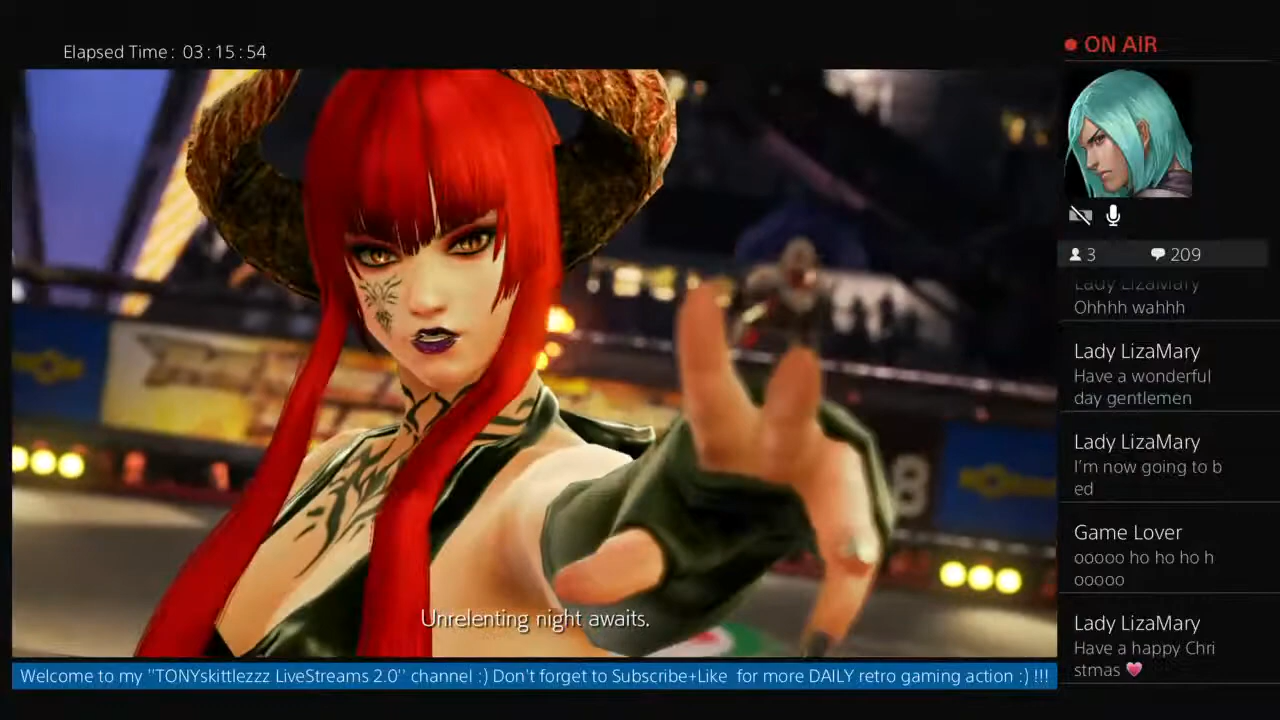 Elapsed Time: 03:15:54
ON AIR
3
209
Lady LizaMary
Ohhhh wahhh
Lady LizaMary
Have a wonderful
day gentlemen
Lady LizaMary
I'm now going to b
ed
Game Lover
ooooo ho ho ho h
ooooo
Lady LizaMary
Have a happy Chri
stmas 💗
8
Unrelenting night awaits.
Welcome to my "TONYskittlezzz LiveStreams 2.0" channel :) Don't forget to Subscribe+Like for more DAILY retro gaming action :) !!!